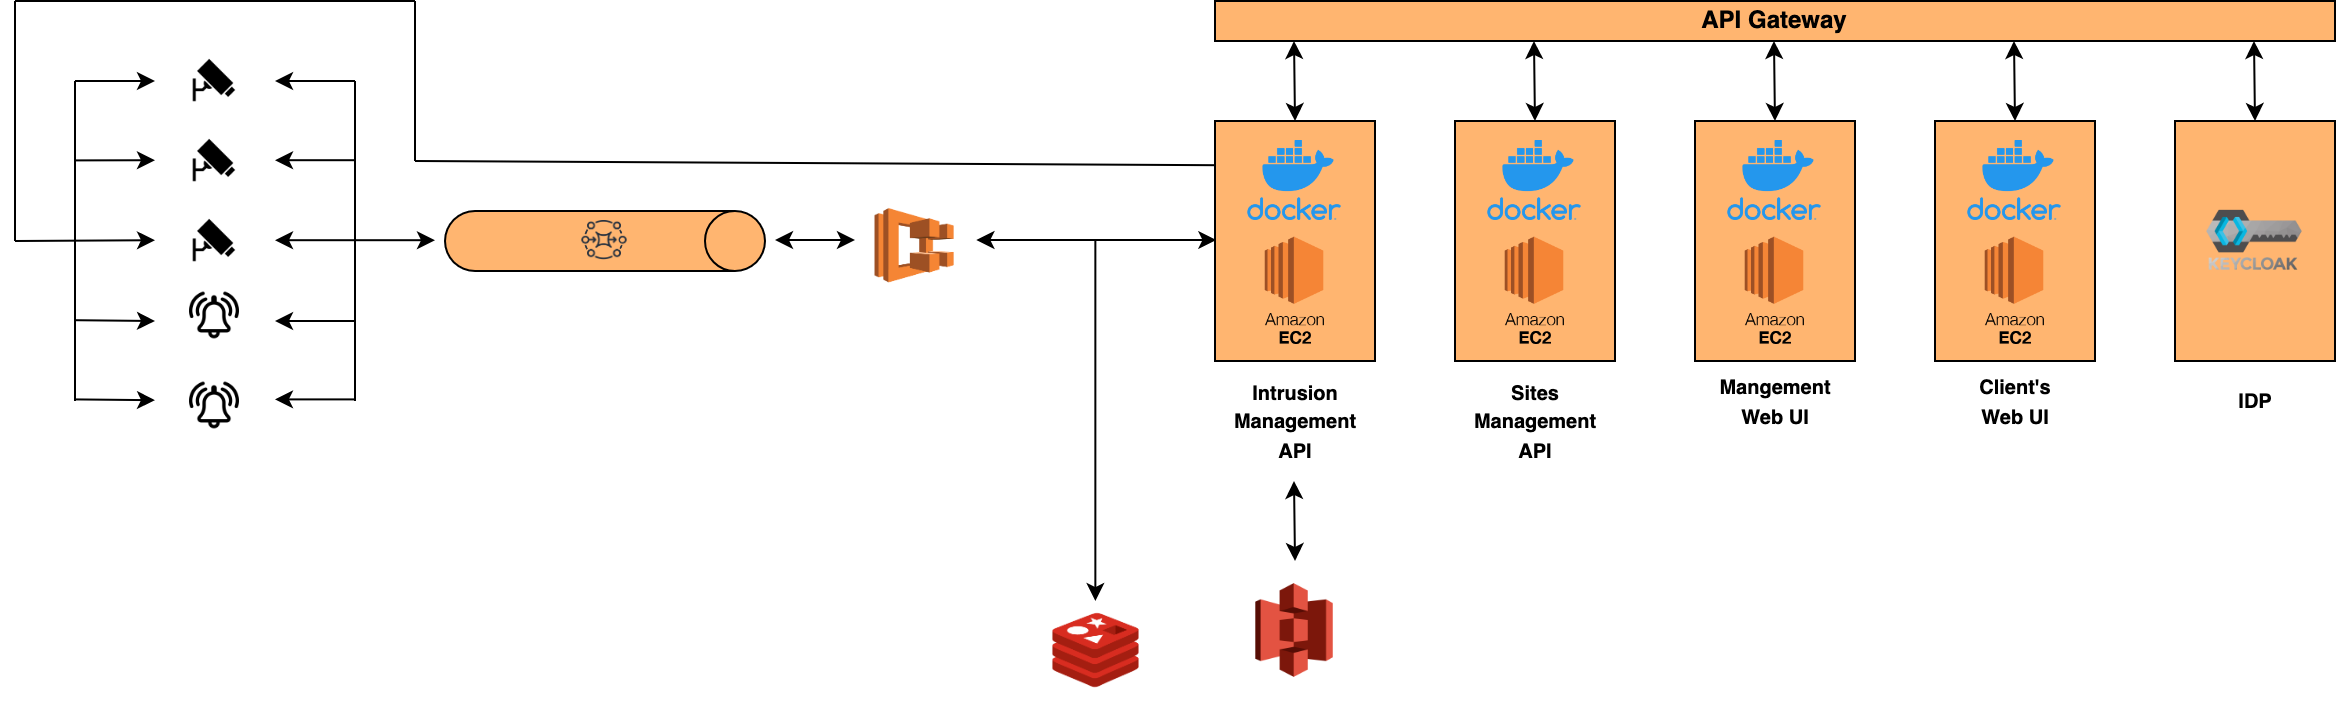 API Gateway
docker
docker
docker
docker
Amazon
EC2
Amazon
EC2
Amazon
EC2
Amazon
EC2
KEYCLOAK
Intrusion
Management
API
Sites
Management
API
Mangement
Web UI
Client's
Web UI
IDP